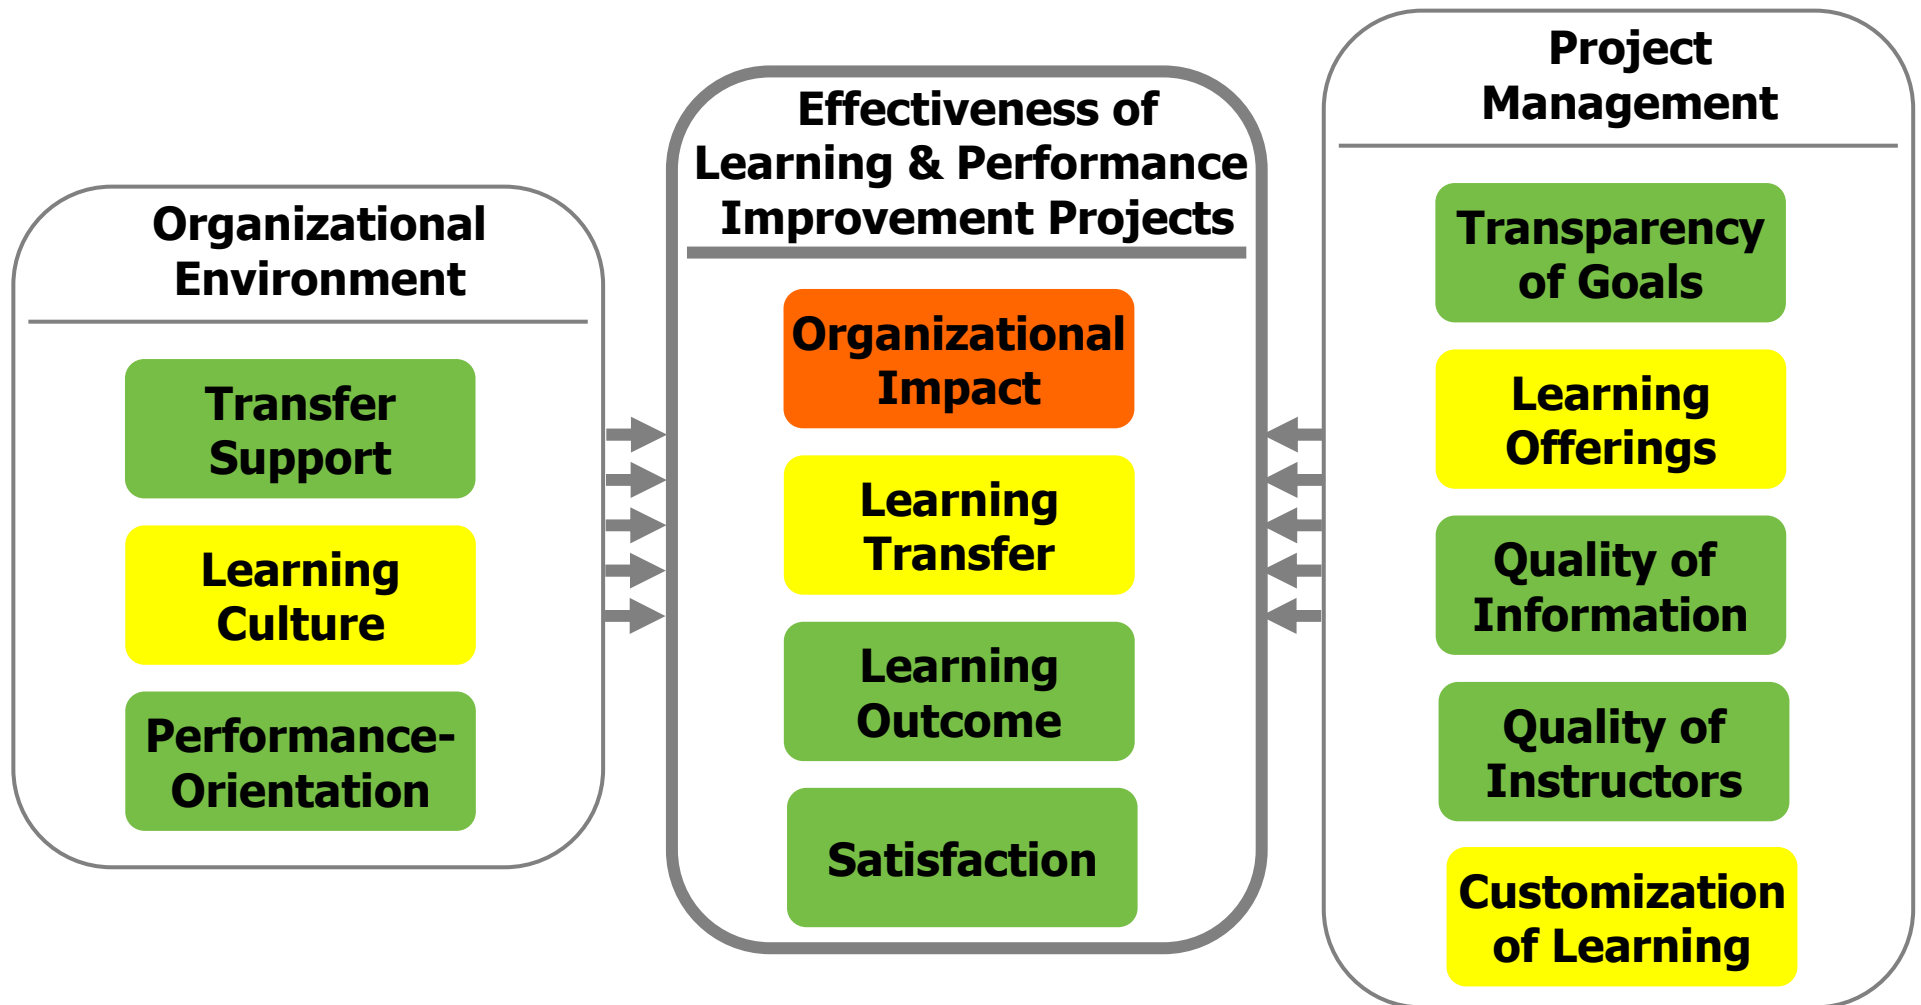 Organizational
Environment
Transfer
Support
Learning
Culture
Performance-
Orientation
Effectiveness of
Learning & Performance
Improvement Projects
Organizational
Impact
Learning
Transfer
Learning
Outcome
Satisfaction
Project
Management
Transparency
of Goals
Learning
Offerings
Quality of
Information
Quality of
Instructors
Customization
of Learning